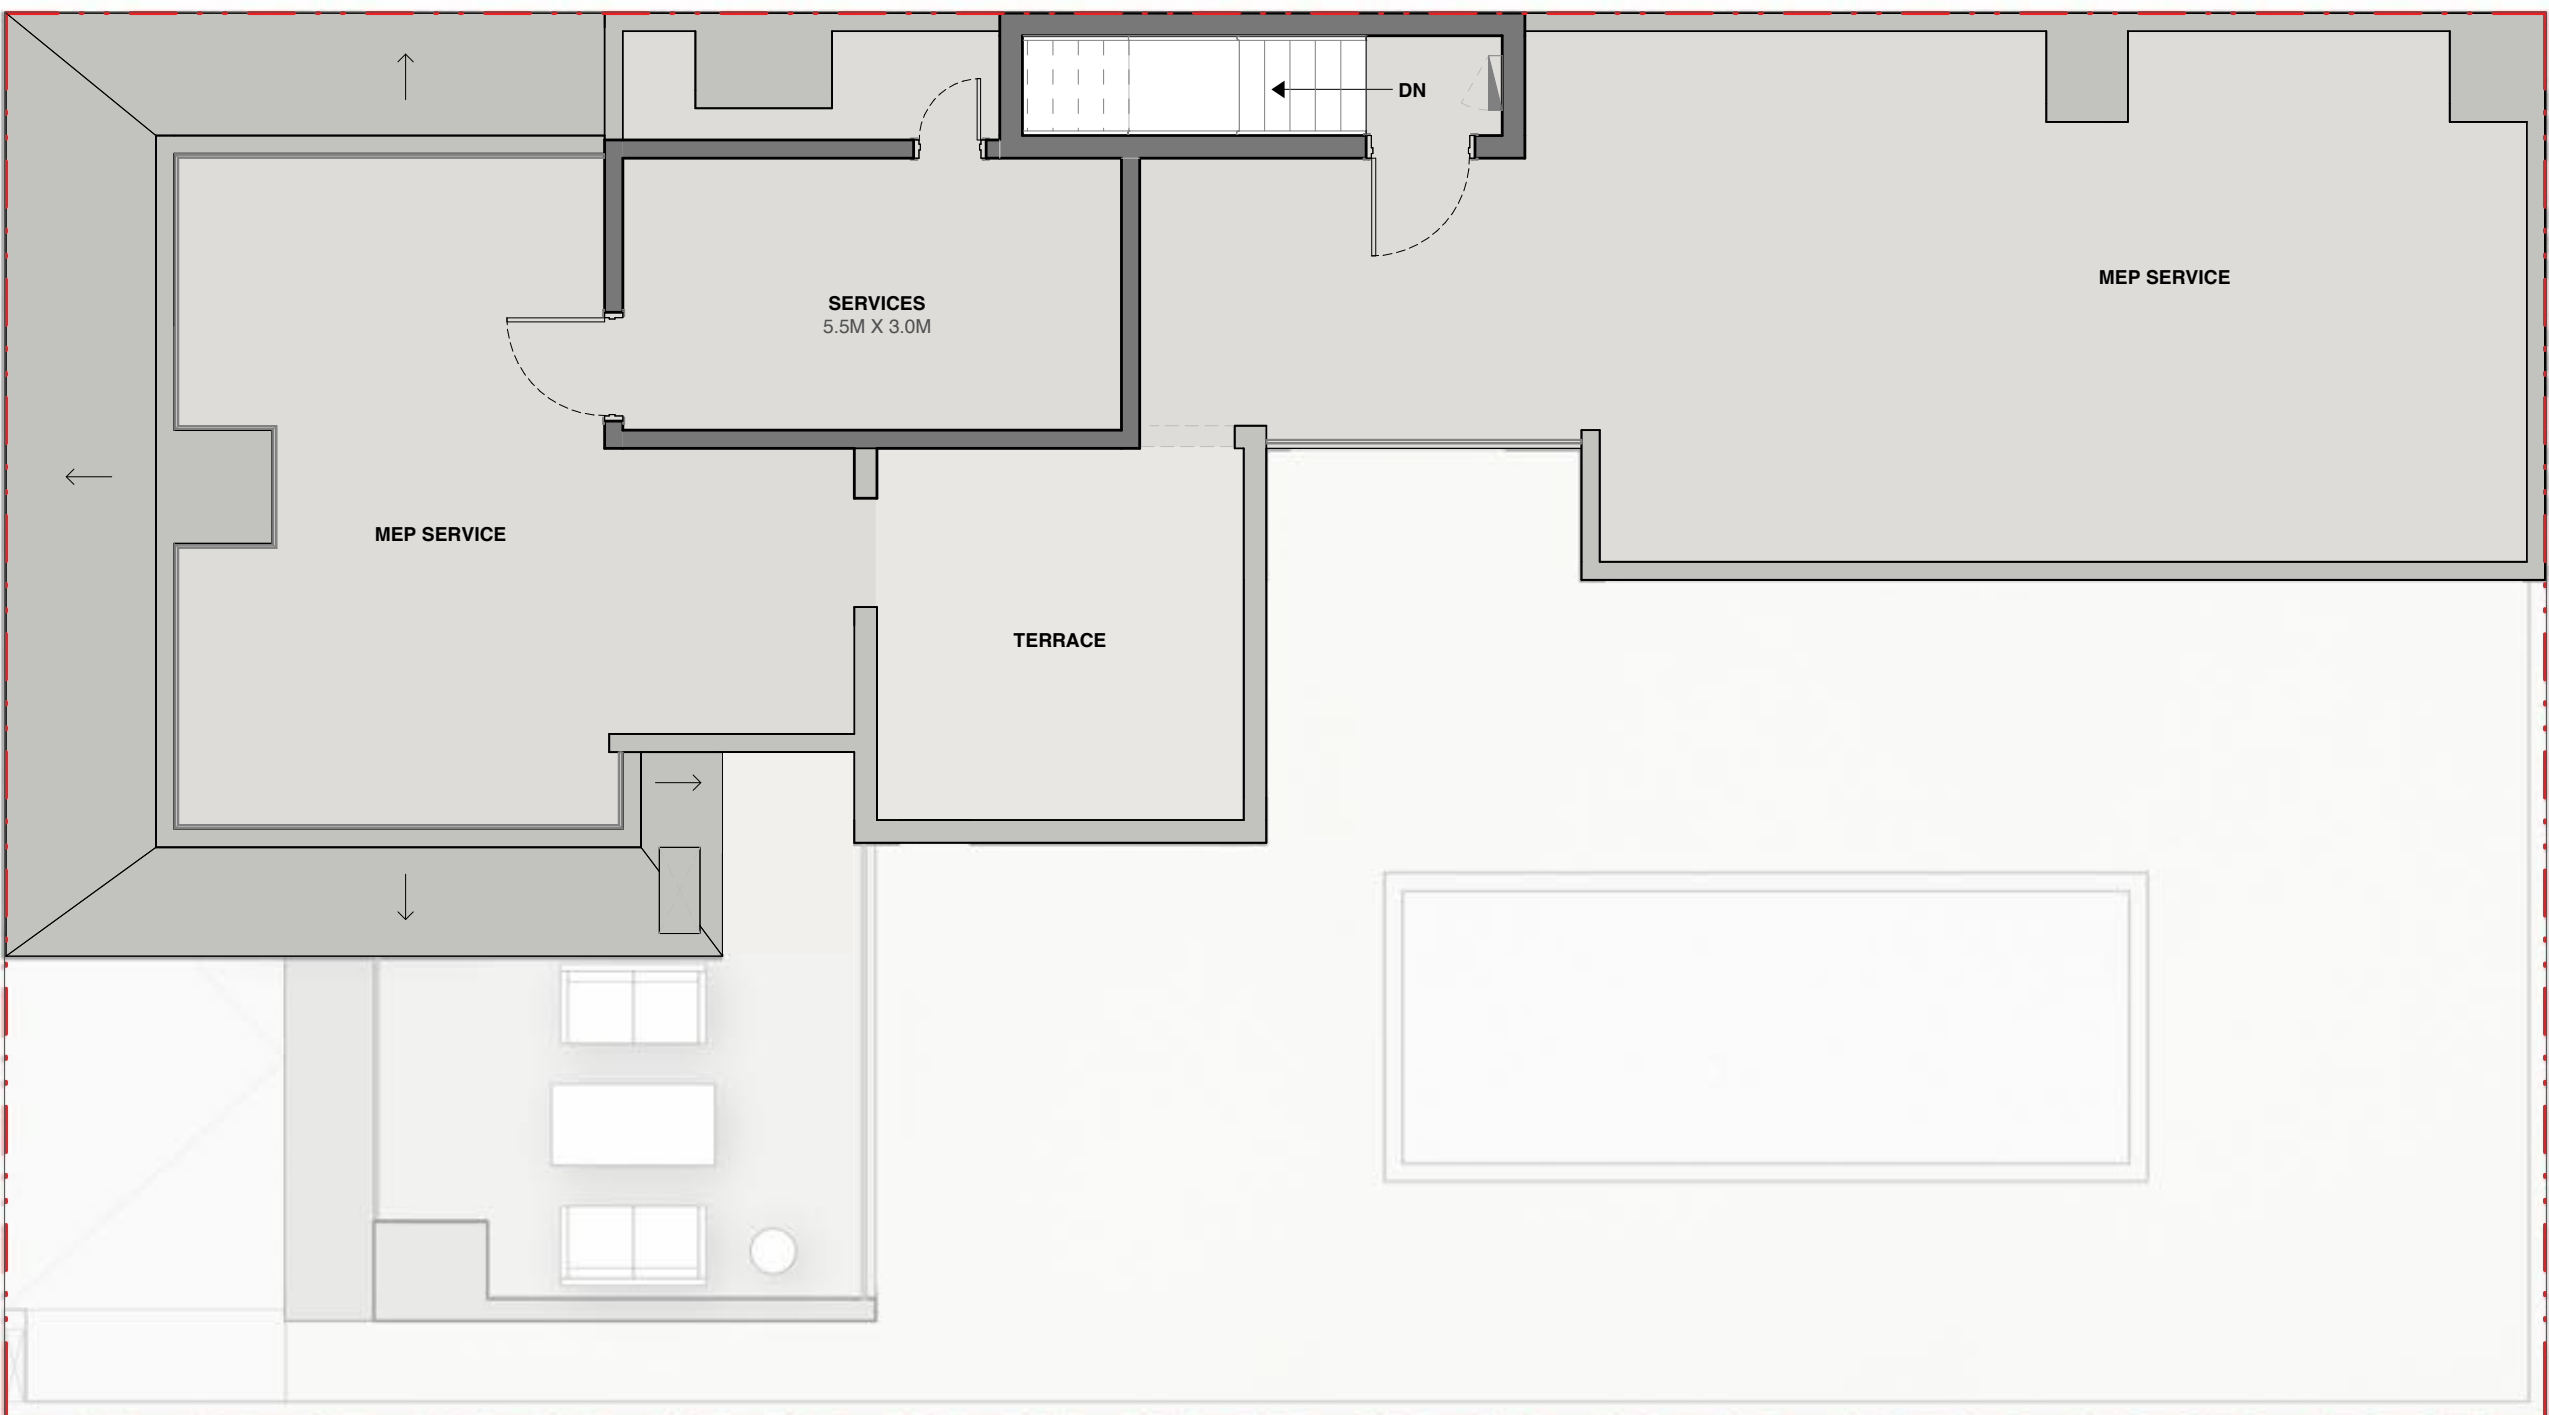 DN
MEP SERVICE
SERVICES
5.5M X 3.0M
MEP SERVICE
TERRACE